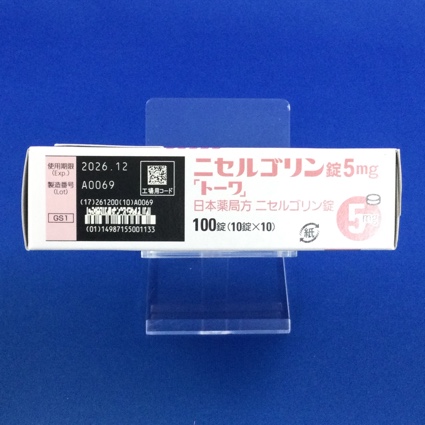 使用期限
(Exp.)
2026.12
製造番号
(Lot)
A0069
工場用コード
GS1
(17)261200(10)A0069
(01)14987155001133
ニセルゴリン錠5mg
「トーワ」
日本薬局方 ニセルゴリン錠
100錠(10錠×10)
紙
5mg